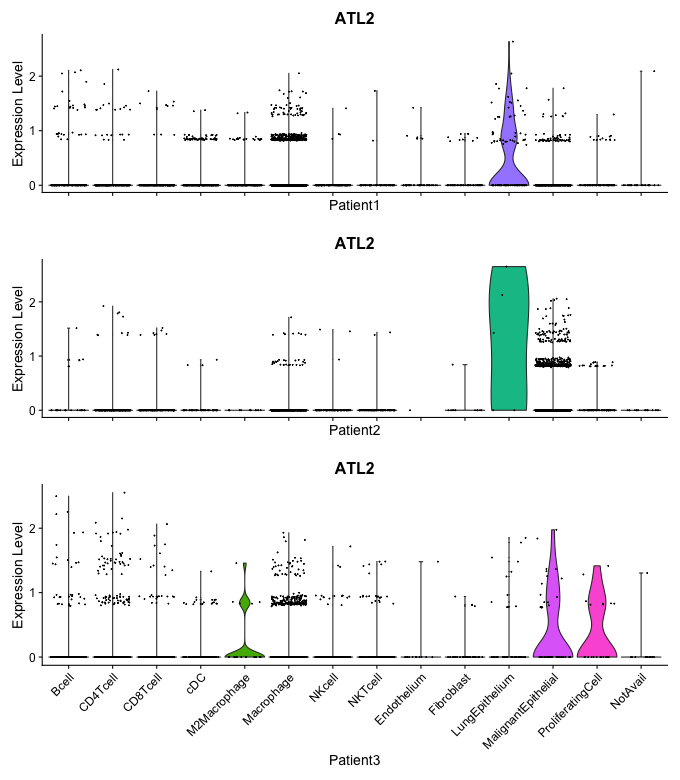 ATL2
Expression Level
2
1
0
Patient1
ATL2
Expression Level
2
1
0
Patient2
ATL2
Expression Level
2
1
0
Bcell
CD4Tcell
CD8Tcell
cDC
M2Macrophage
Macrophage
NKcell
NKTcell
Endothelium
Fibroblast
LungEpithelium
MalignantEpithelial
ProliferatingCell
NotAvail
Patient3